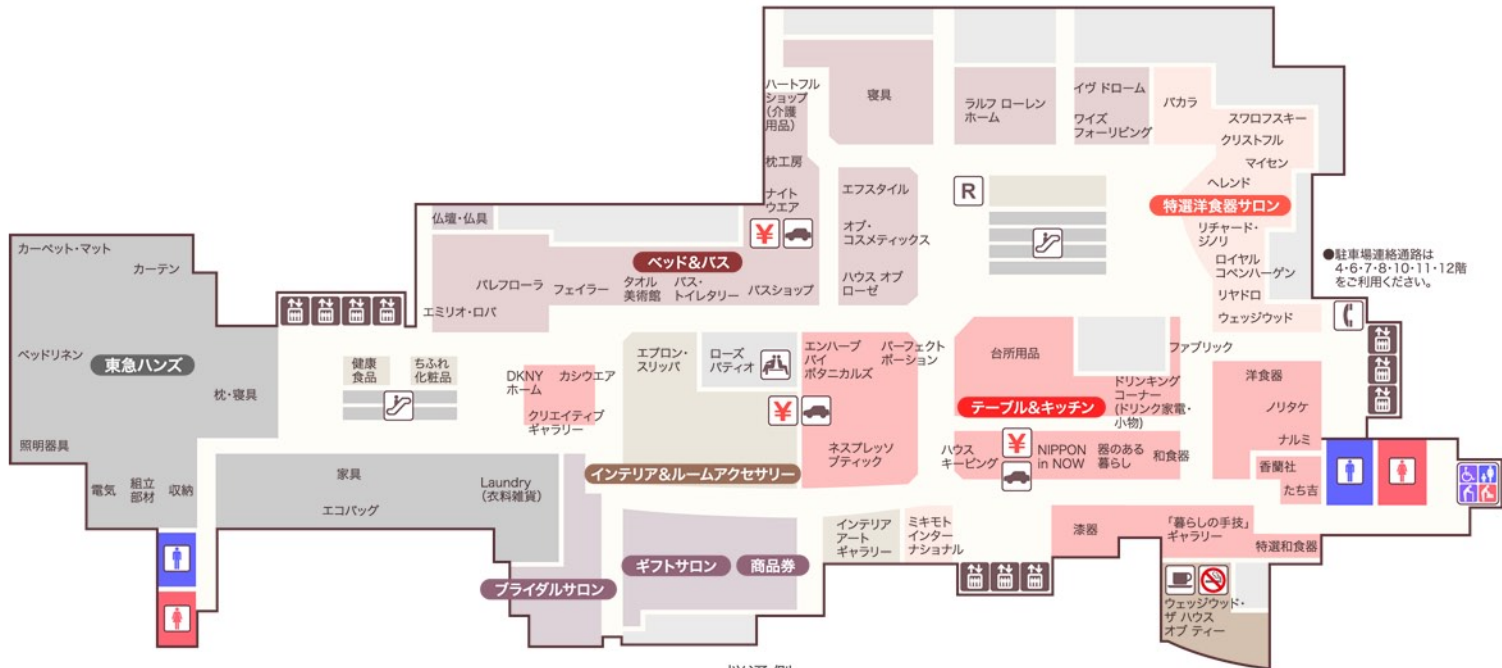 ハートフル
ショップ
(介護
用品)
寝具
ラルフ ローレン
ホーム
イヴ ドローム
ワイズ
フォーリビング
バカラ
スワロフスキー
クリストフル
マイセン
ヘレンド
特選洋食器サロン
リチャード・
ジノリ
ロイヤル
コペンハーゲン
リヤドロ
ウェッジウッド
枕工房
ナイト
ウエア
¥
エフスタイル
オブ・
コスメティックス
ハウス オブ
ローゼ
R
●駐車場連絡通路は
4・6・7・8・10・11・12階
をご利用ください。
仏壇・仏具
ベッド&バス
パレフローラ
フェイラー
タオル
美術館
バス・
トイレタリー
バスショップ
エミリオ・ロバ
カーペット・マット
カーテン
ベッドリネン
東急ハンズ
枕・寝具
照明器具
電気
組立
部材
収納
健康
食品
ちふれ
化粧品
DKNY
ホーム
カシウエア
クリエイティブ
ギャラリー
エプロン・
スリッパ
ローズ
パティオ
エンハーブ
バイ
ボタニカルズ
パーフェクト
ポーション
¥
ネスプレッソ
ブティック
インテリア&ルームアクセサリー
台所用品
ファブリック
ドリンキング
コーナー
(ドリンク家電・
小物)
テーブル&キッチン
ハウス
キーピング
¥
NIPPON
in NOW
器のある
暮らし
和食器
洋食器
ノリタケ
ナルミ
香蘭社
たち吉
家具
エコバッグ
Laundry
(衣料雑貨)
ブライダルサロン
ギフトサロン
商品券
インテリア
アート
ギャラリー
ミキモト
インター
ナショナル
漆器
「暮らしの手技」
ギャラリー
特選和食器
ウェッジウッド・
ザ ハウス
オブ ティー